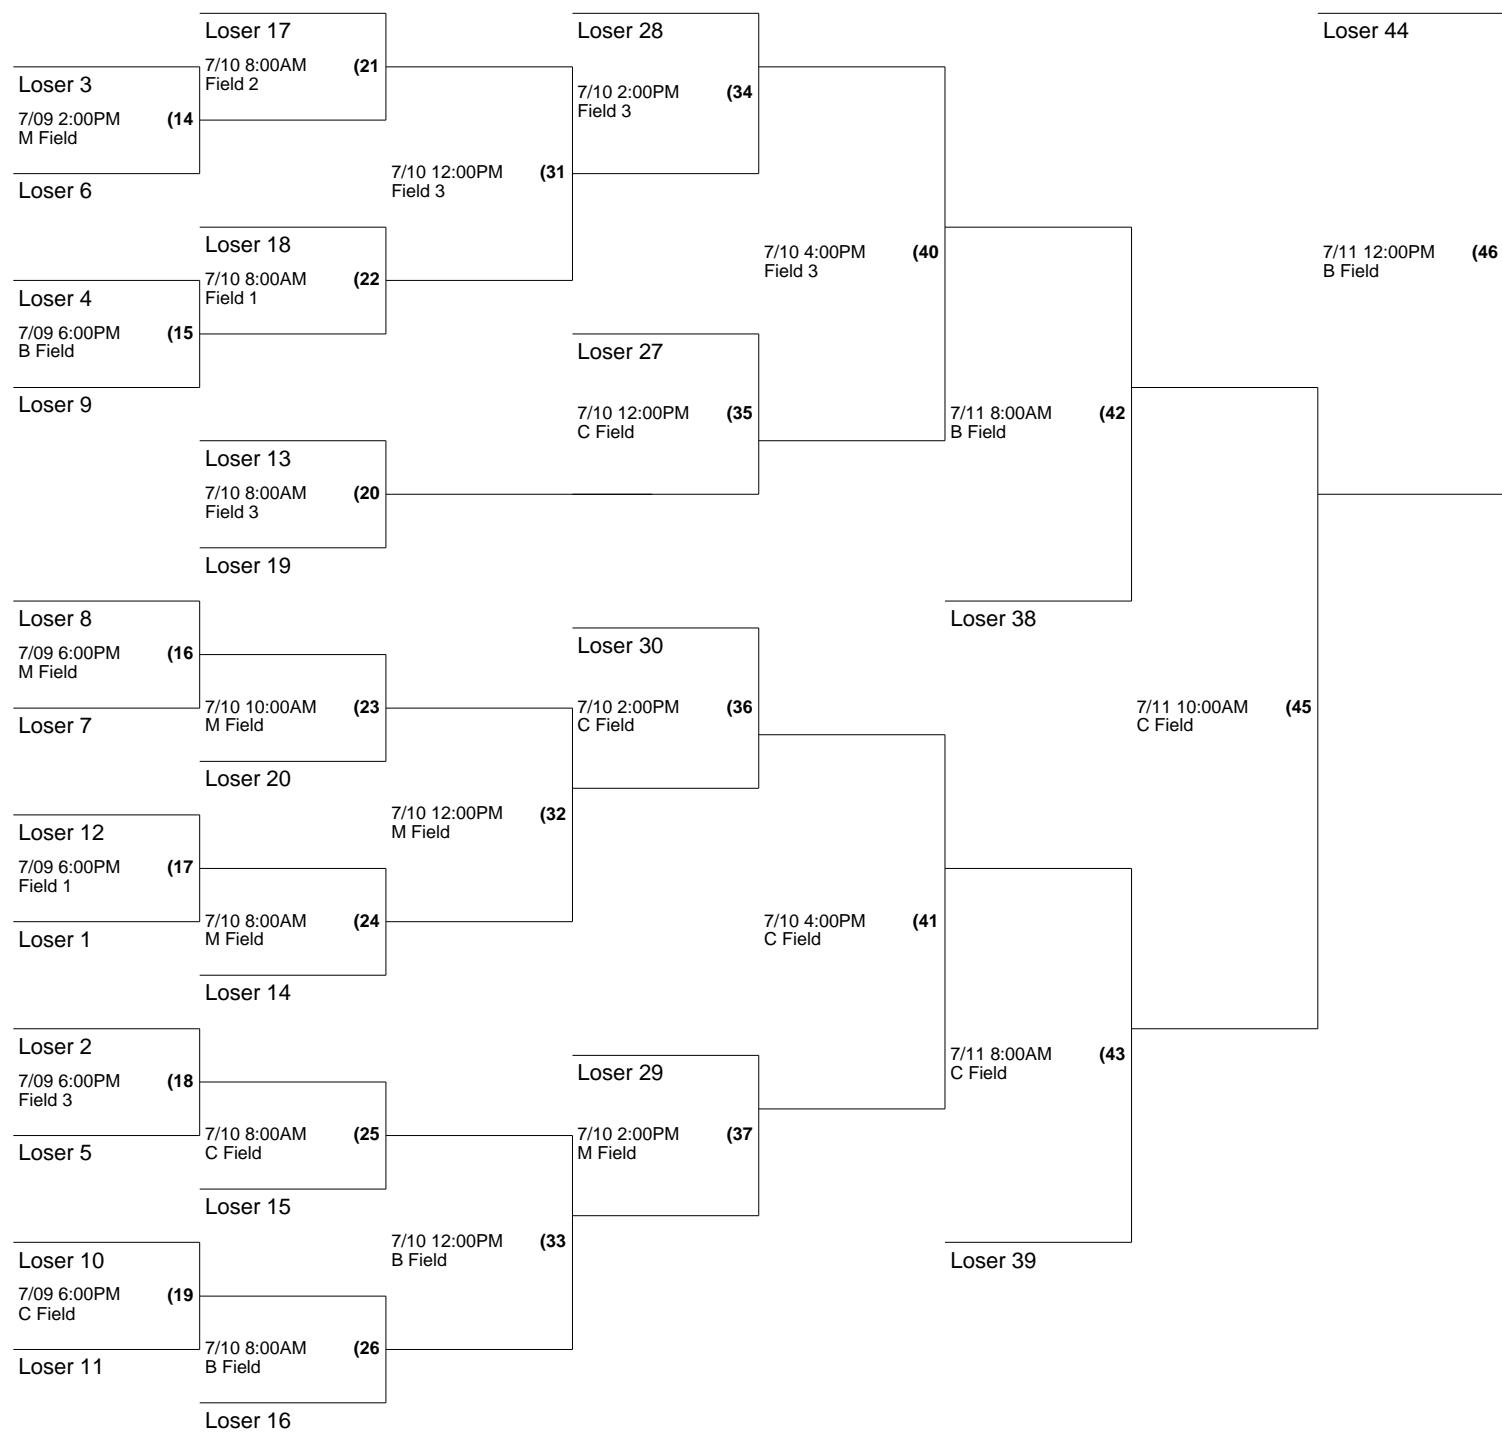 Loser 3
7/09 2:00PM (14
M Field
Loser 6
Loser 4
7/09 6:00PM (15
B Field
Loser 9
Loser 8
7/09 6:00PM (16
M Field
Loser 7
Loser 12
7/09 6:00PM (17
Field 1
Loser 1
Loser 2
7/09 6:00PM (18
Field 3
Loser 5
Loser 10
7/09 6:00PM (19
C Field
Loser 11
Loser 17
7/10 8:00AM (21
Field 2
Loser 18
7/10 8:00AM (22
Field 1
Loser 13
7/10 8:00AM (20
Field 3
Loser 19
7/10 10:00AM (23
M Field
Loser 20
7/10 8:00AM (24
M Field
Loser 14
7/10 8:00AM (25
C Field
Loser 15
7/10 8:00AM (26
B Field
Loser 16
7/10 12:00PM (31
Field 3
7/10 12:00PM (32
M Field
7/10 12:00PM (33
B Field
Loser 28
7/10 2:00PM (34
Field 3
Loser 27
7/10 12:00PM (35
C Field
Loser 30
7/10 2:00PM (36
C Field
Loser 29
7/10 2:00PM (37
M Field
7/10 4:00PM (40
Field 3
7/10 4:00PM (41
C Field
7/11 8:00AM (42
B Field
Loser 38
7/11 8:00AM (43
C Field
Loser 39
7/11 10:00AM (45
C Field
Loser 44
7/11 12:00PM (46
B Field